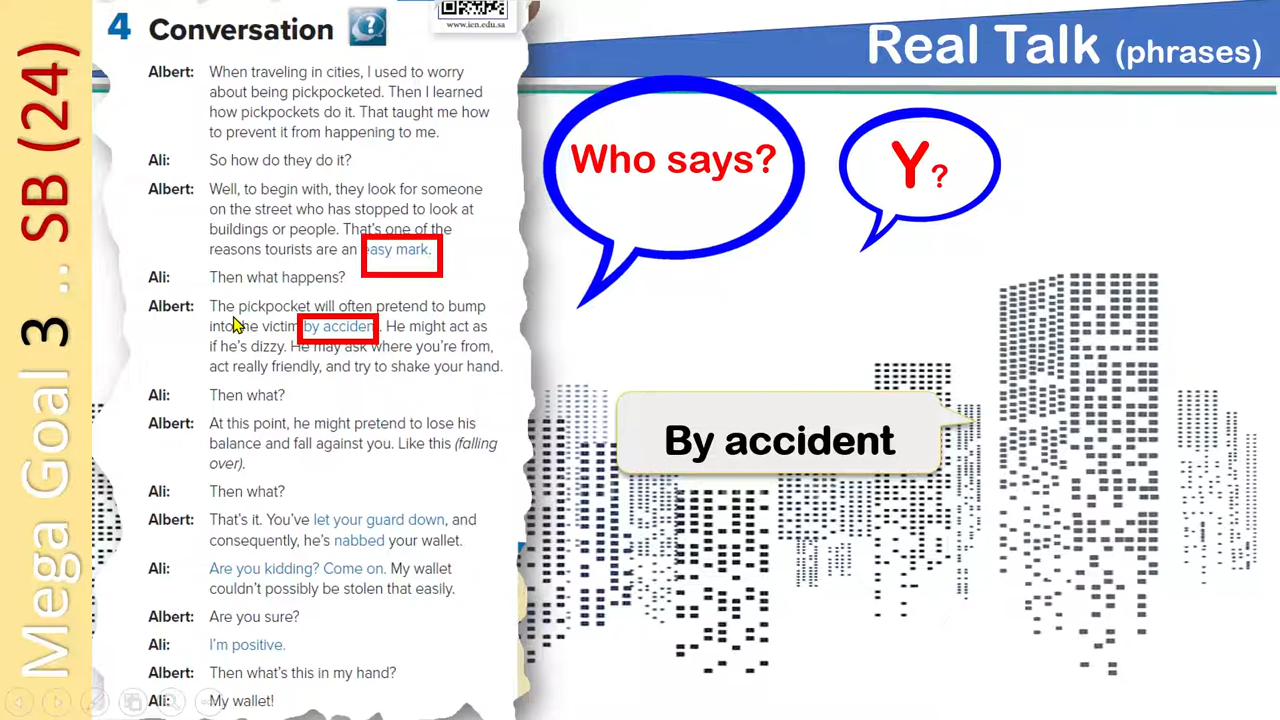 Mega Goal 3 .. SB (24)
4 Conversation
www.ien.edu.sa
Albert: When traveling in cities, I used to worry
about being pickpocketed. Then I learned
how pickpockets do it. That taught me how
to prevent it from happening to me.
Ali: So how do they do it?
Albert: Well, to begin with, they look for someone
on the street who has stopped to look at
buildings or people. That's one of the
reasons tourists are an easy mark.
Ali: Then what happens?
Albert: The pickpocket will often pretend to bump
into the victim by accident. He might act as
if he's dizzy. He may ask where you're from,
act really friendly, and try to shake your hand.
Ali: Then what?
Albert: At this point, he might pretend to lose his
balance and fall against you. Like this (falling
over).
Ali: Then what?
Albert: That's it. You've let your guard down, and
consequently, he's nabbed your wallet.
Ali: Are you kidding? Come on. My wallet
couldn't possibly be stolen that easily.
Albert: Are you sure?
Ali: I'm positive.
Albert: Then what's this in my hand?
Ali: My wallet!
Real Talk (phrases)
Who says?
Y?
By accident